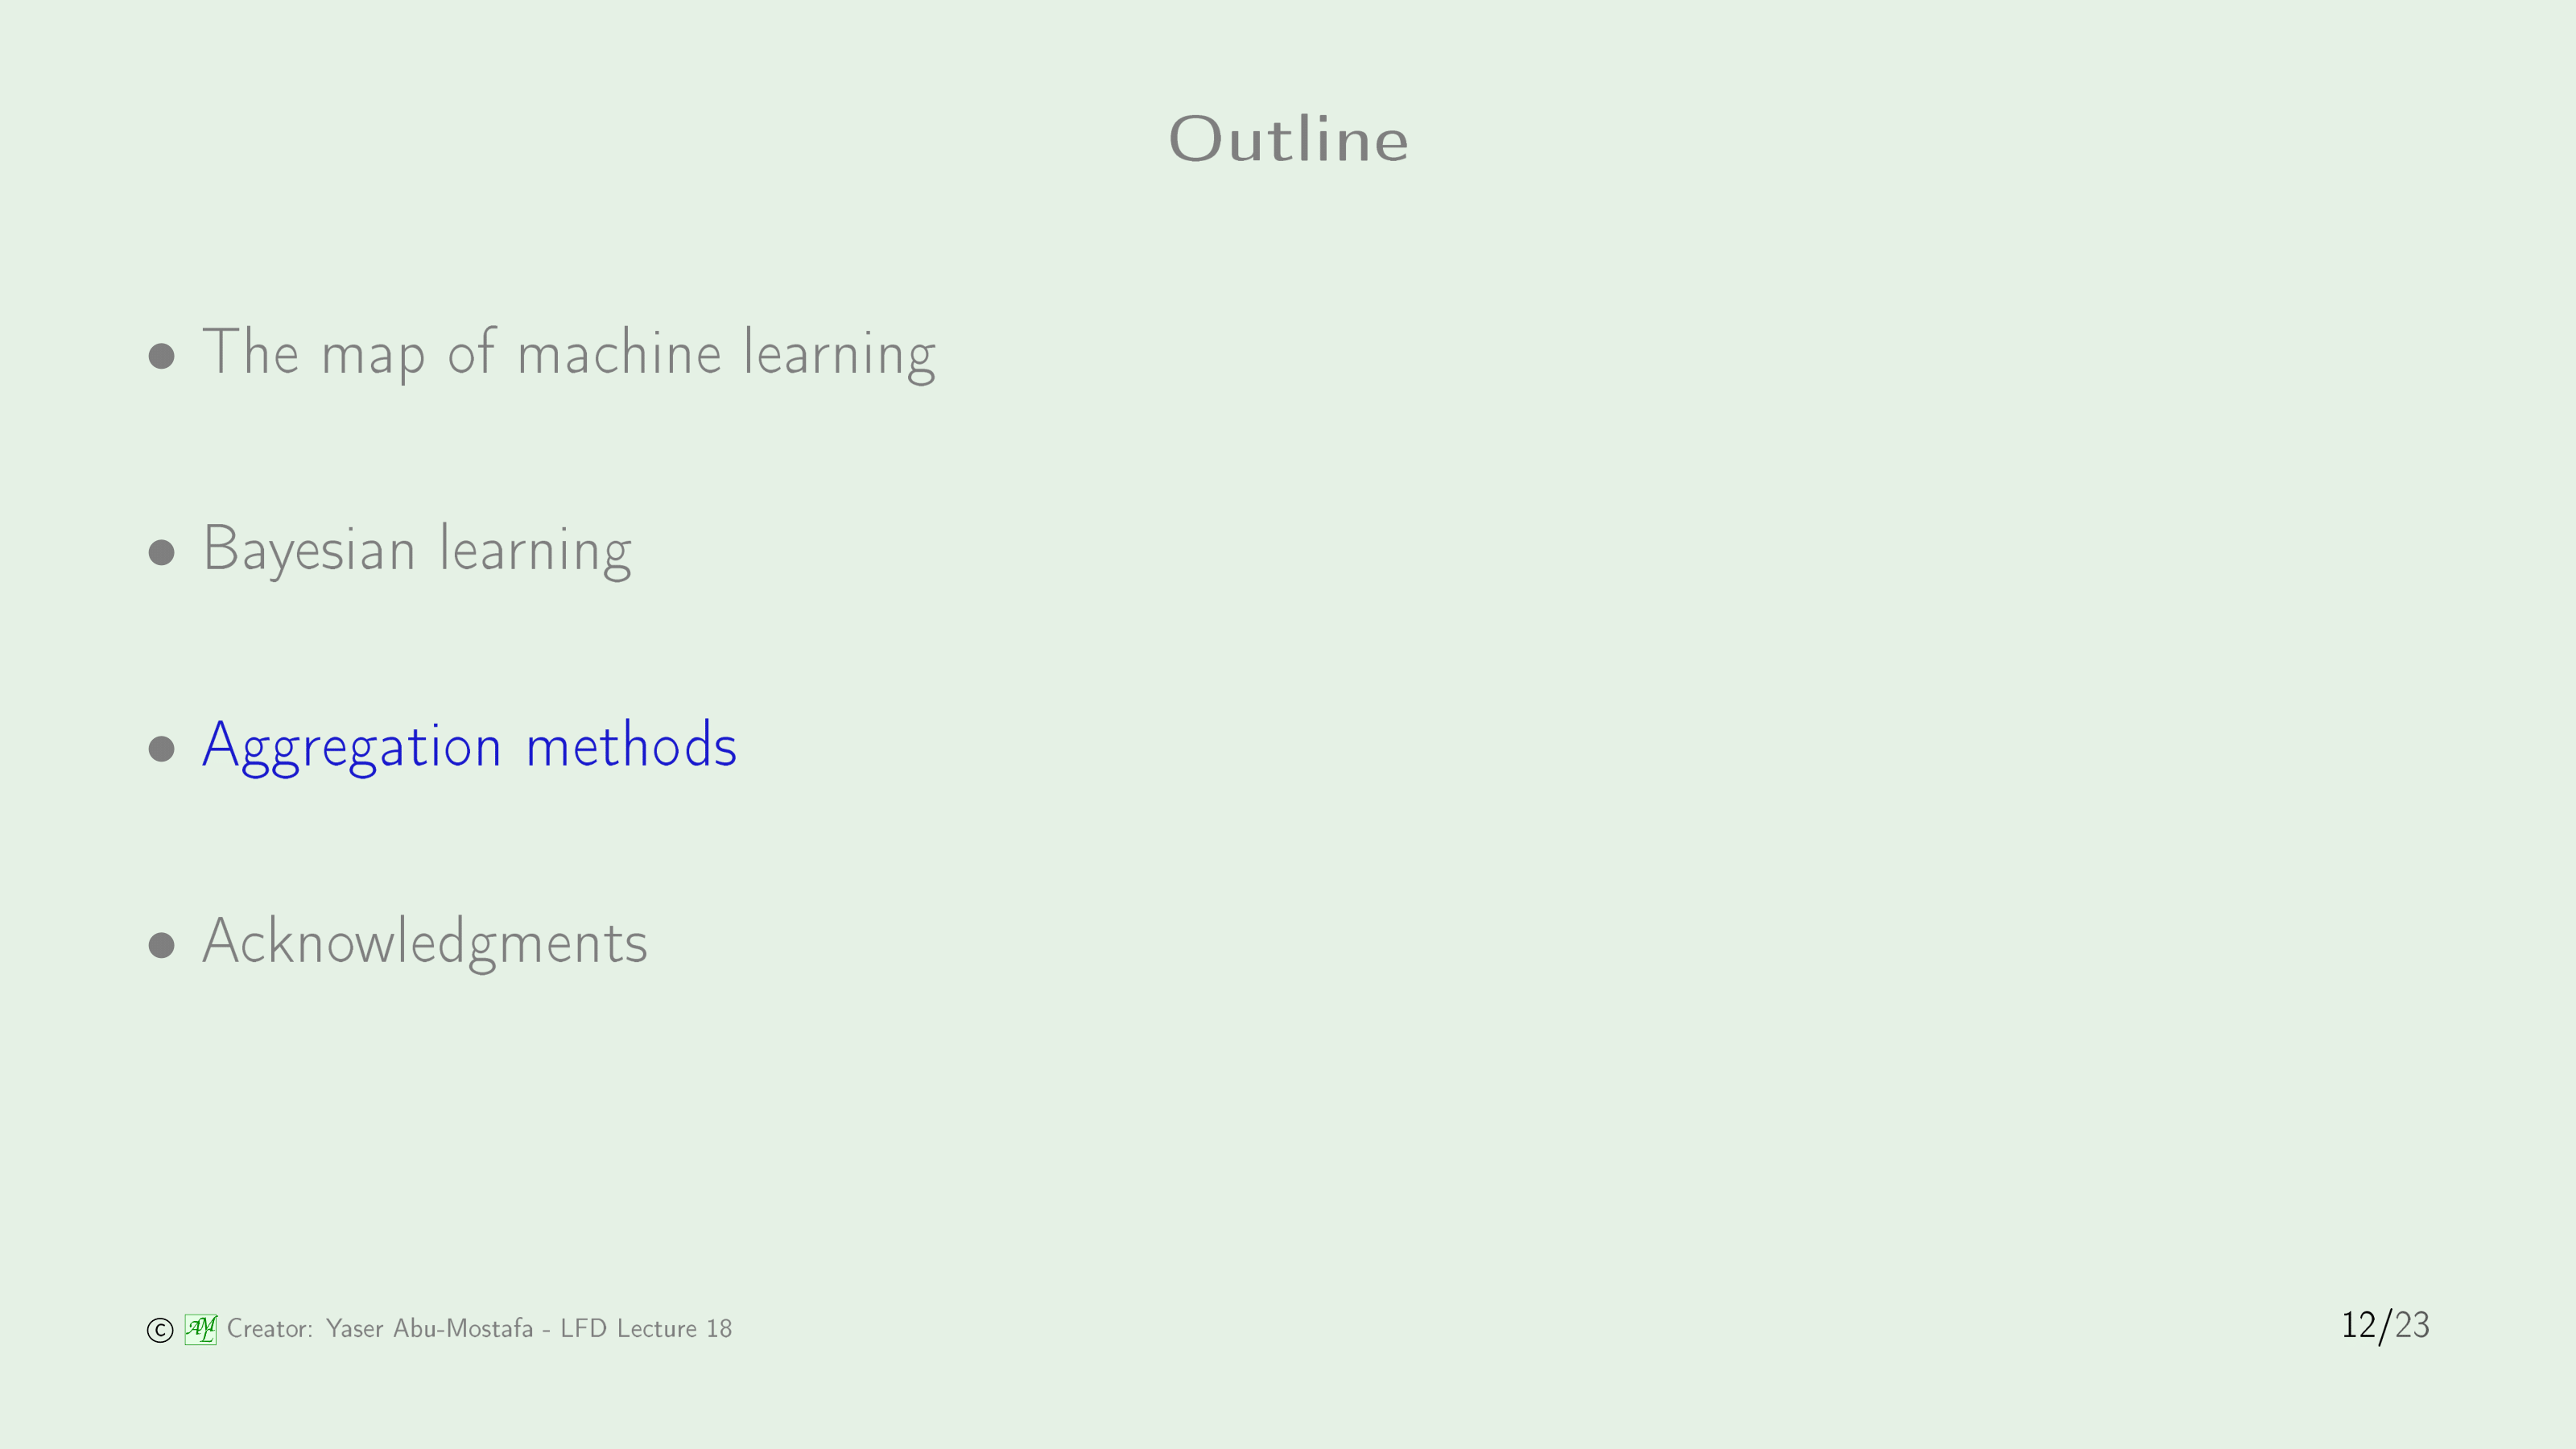 Outline
• The map of machine learning
• Bayesian learning
• Aggregation methods
• Acknowledgments
© AML Creator: Yaser Abu-Mostafa - LFD Lecture 18
12/23